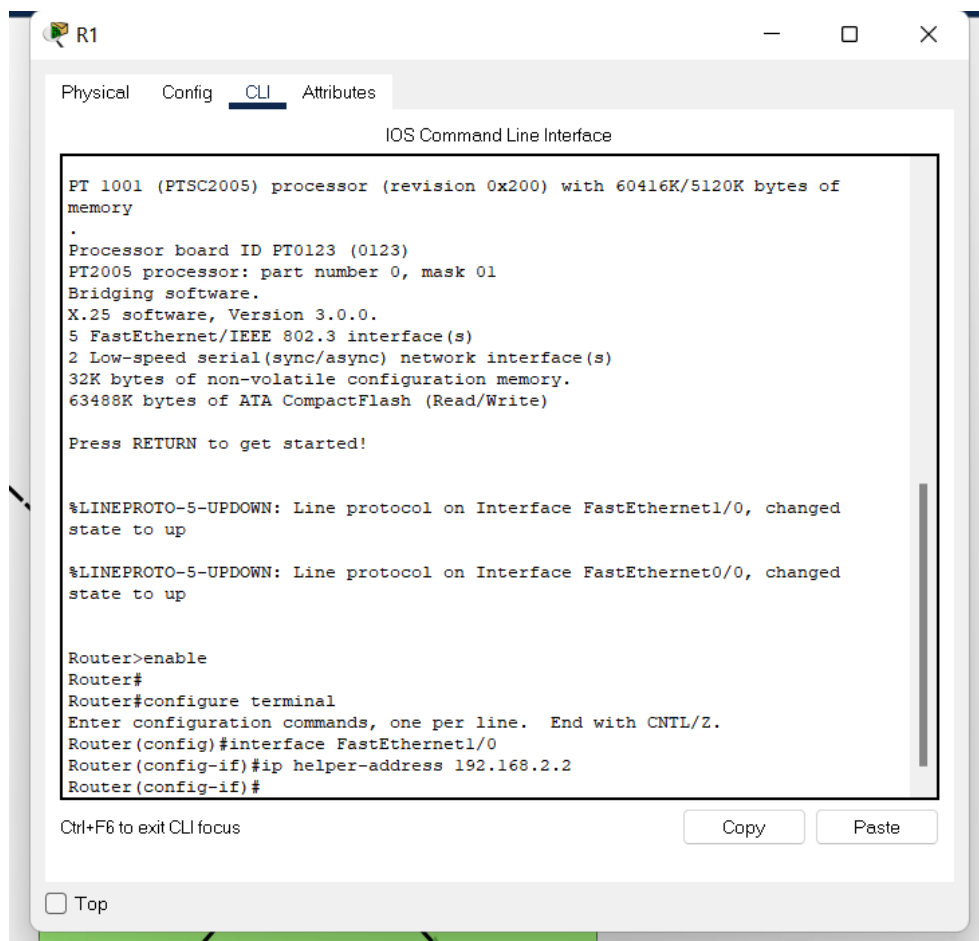 R1
Physical Config CLI Attributes
IOS Command Line Interface
PT 1001 (PTSC2005) processor (revision 0x200) with 60416K/5120K bytes of
memory
.
Processor board ID PT0123 (0123)
PT2005 processor: part number 0, mask 01
Bridging software.
X.25 software, Version 3.0.0.
5 FastEthernet/IEEE 802.3 interface(s)
2 Low-speed serial(sync/async) network interface(s)
32K bytes of non-volatile configuration memory.
63488K bytes of ATA CompactFlash (Read/Write)
Press RETURN to get started!
%LINEPROTO-5-UPDOWN: Line protocol on Interface FastEthernet1/0, changed
state to up
%LINEPROTO-5-UPDOWN: Line protocol on Interface FastEthernet0/0, changed
state to up
Router>enable
Router#
Router#configure terminal
Enter configuration commands, one per line.  End with CNTL/Z.
Router(config)#interface FastEthernet1/0
Router(config-if)#ip helper-address 192.168.2.2
Router(config-if)#
Ctrl+F6 to exit CLI focus
Copy Paste
Top